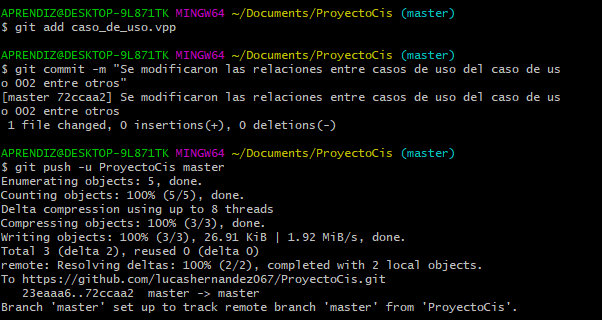 APRENDIZ@DESKTOP-9L871TK MINGW64 ~/Documents/ProyectoCis (master)
$ git add caso_de_uso.vpp
APRENDIZ@DESKTOP-9L871TK MINGW64 ~/Documents/ProyectoCis (master)
$ git commit -m "Se modificaron las relaciones entre casos de uso del caso de us
o 002 entre otros"
[master 72ccaa2] Se modificaron las relaciones entre casos de uso del caso de us
o 002 entre otros
1 file changed, 0 insertions(+), 0 deletions(-)
APRENDIZ@DESKTOP-9L871TK MINGW64 ~/Documents/ProyectoCis (master)
$ git push -u ProyectoCis master
Enumerating objects: 5, done.
Counting objects: 100% (5/5), done.
Delta compression using up to 8 threads
Compressing objects: 100% (3/3), done.
Writing objects: 100% (3/3), 26.91 KiB | 1.92 MiB/s, done.
Total 3 (delta 2), reused 0 (delta 0)
remote: Resolving deltas: 100% (2/2), completed with 2 local objects.
To https://github.com/lucashernandez067/ProyectoCis.git
23eaaa6..72ccaa2  master -> master
Branch 'master' set up to track remote branch 'master' from 'ProyectoCis'.